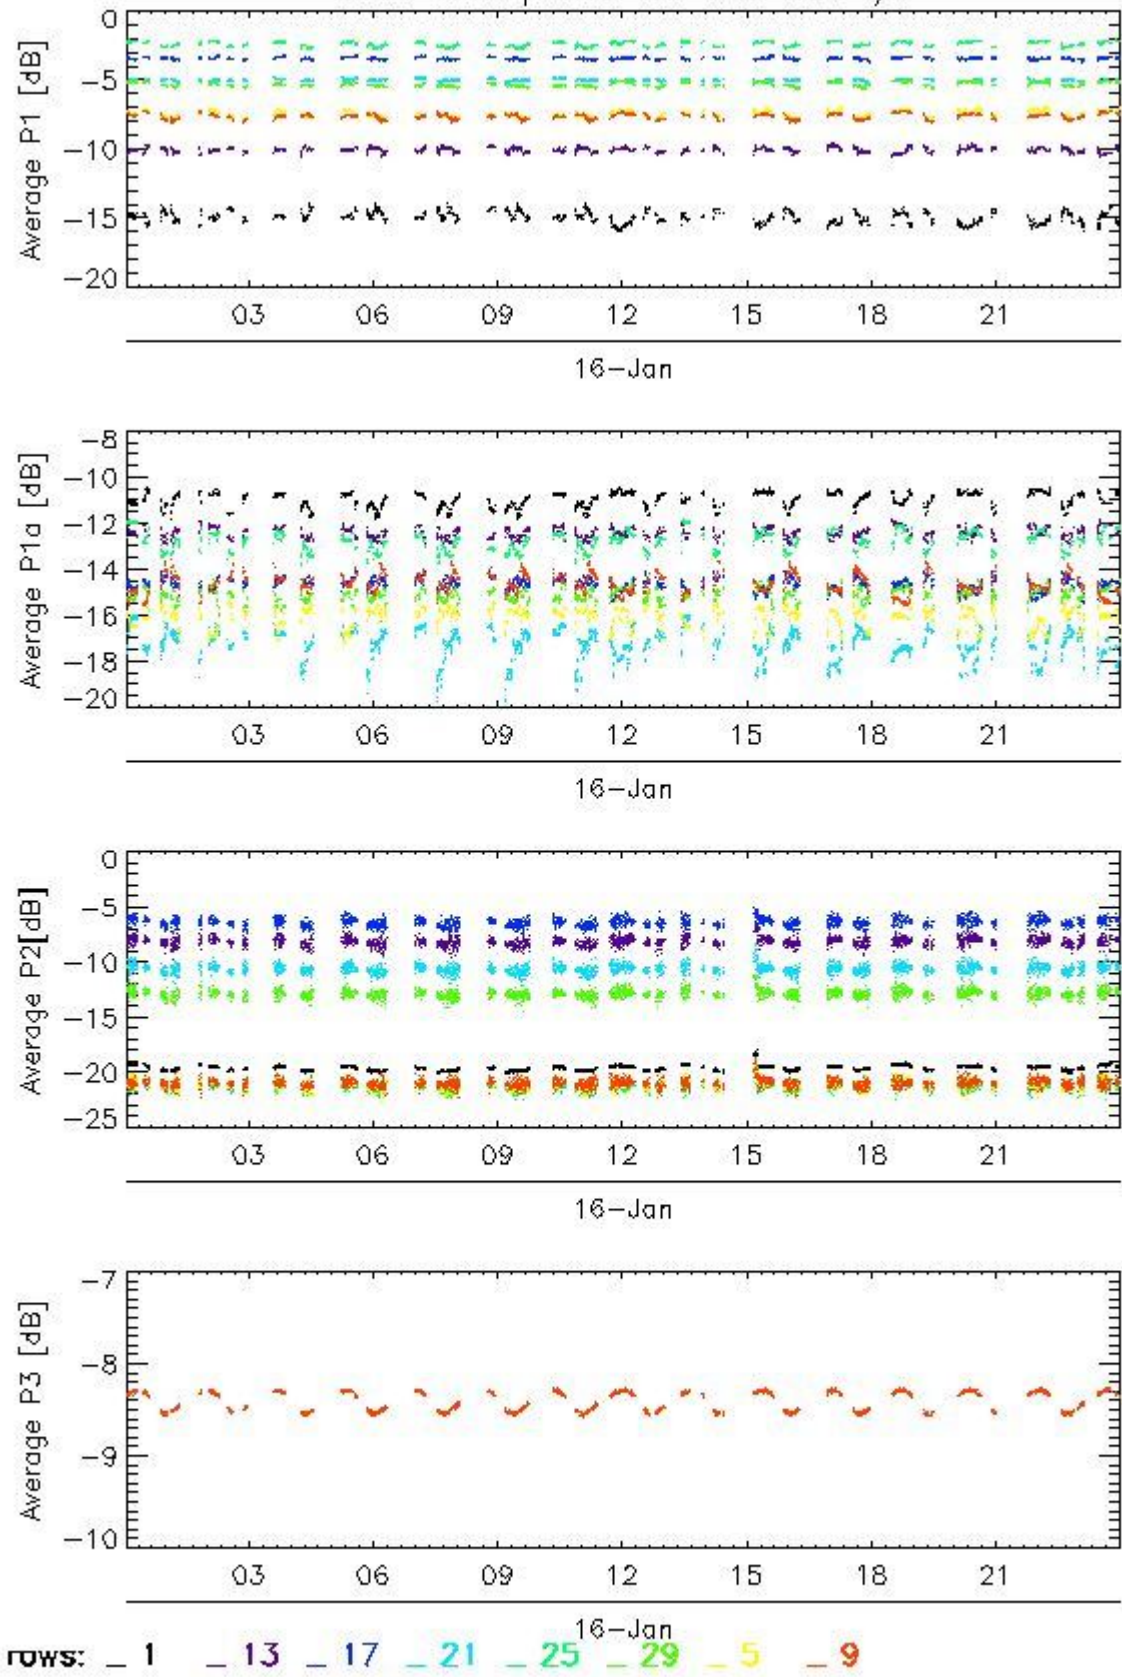 0
-5
-10
-15
-20
Average P1 [dB]
03 06 09 12 15 18 21
16-Jan
-8
-10
-12
-14
-16
-18
-20
Average P1a [dB]
03 06 09 12 15 18 21
16-Jan
0
-5
-10
-15
-20
-25
Average P2[dB]
03 06 09 12 15 18 21
16-Jan
-7
-8
-9
-10
Average P3 [dB]
03 06 09 12 15 18 21
16-Jan
rows: _ 1 _ 13 _ 17 _ 21 _ 25 _ 29 _ 5 _ 9